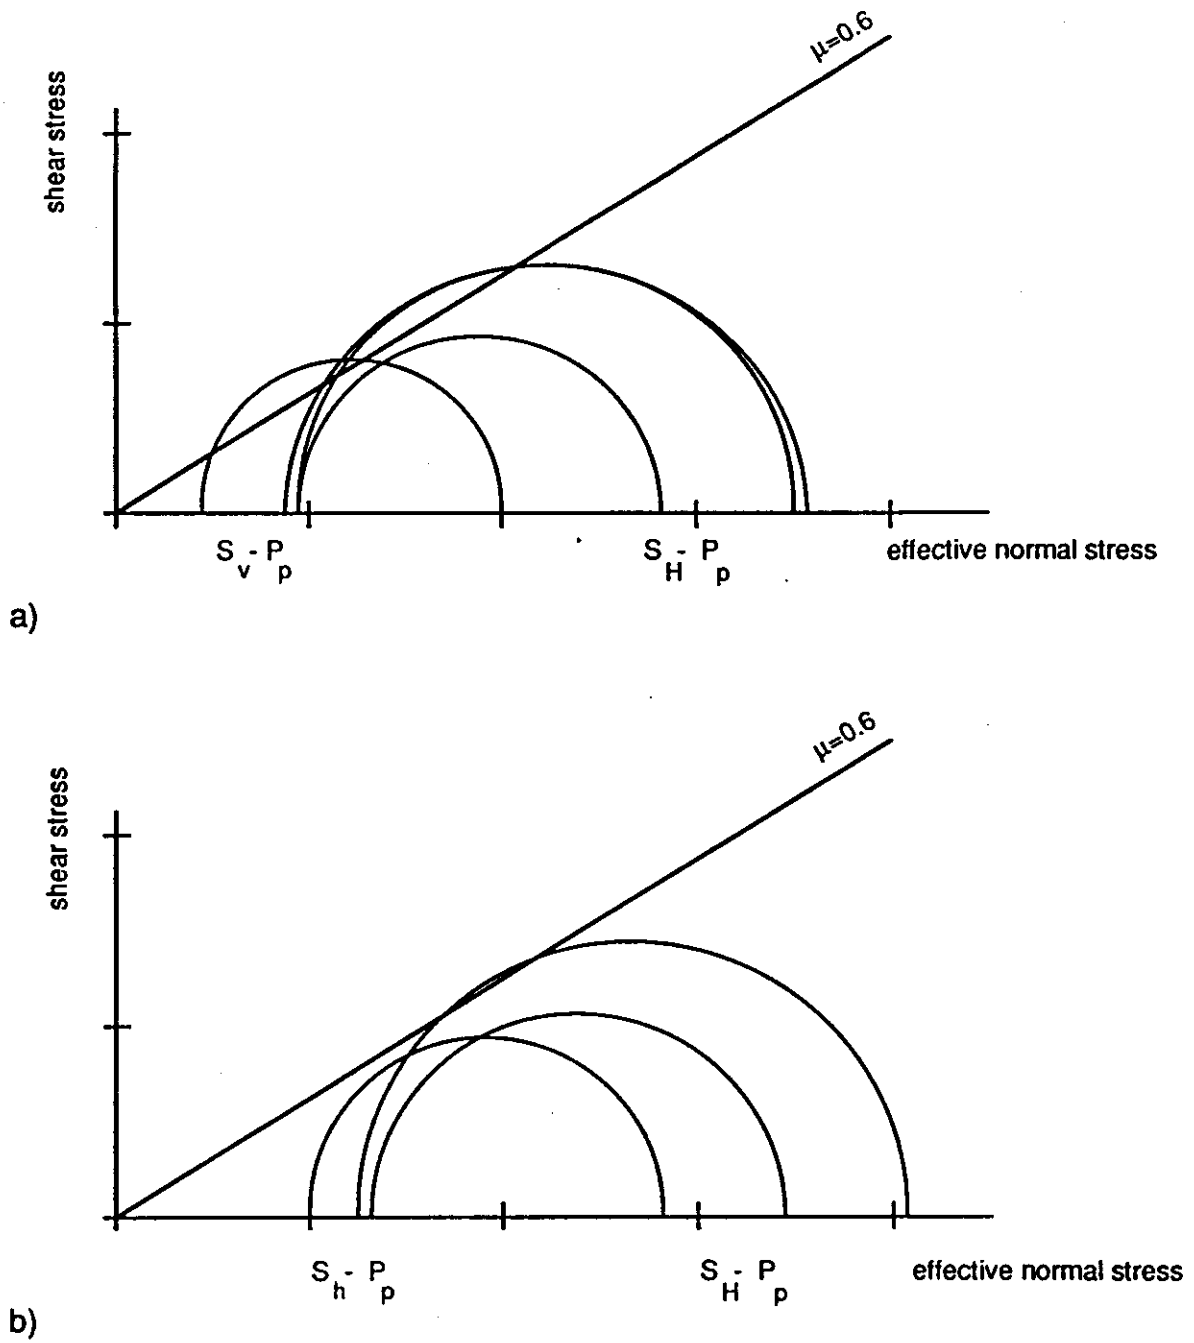 μ=0.6
shear stress
Sv- Pp
SH- Pp
effective normal stress
a)
μ=0.6
shear stress
Sh- Pp
SH- Pp
effective normal stress
b)